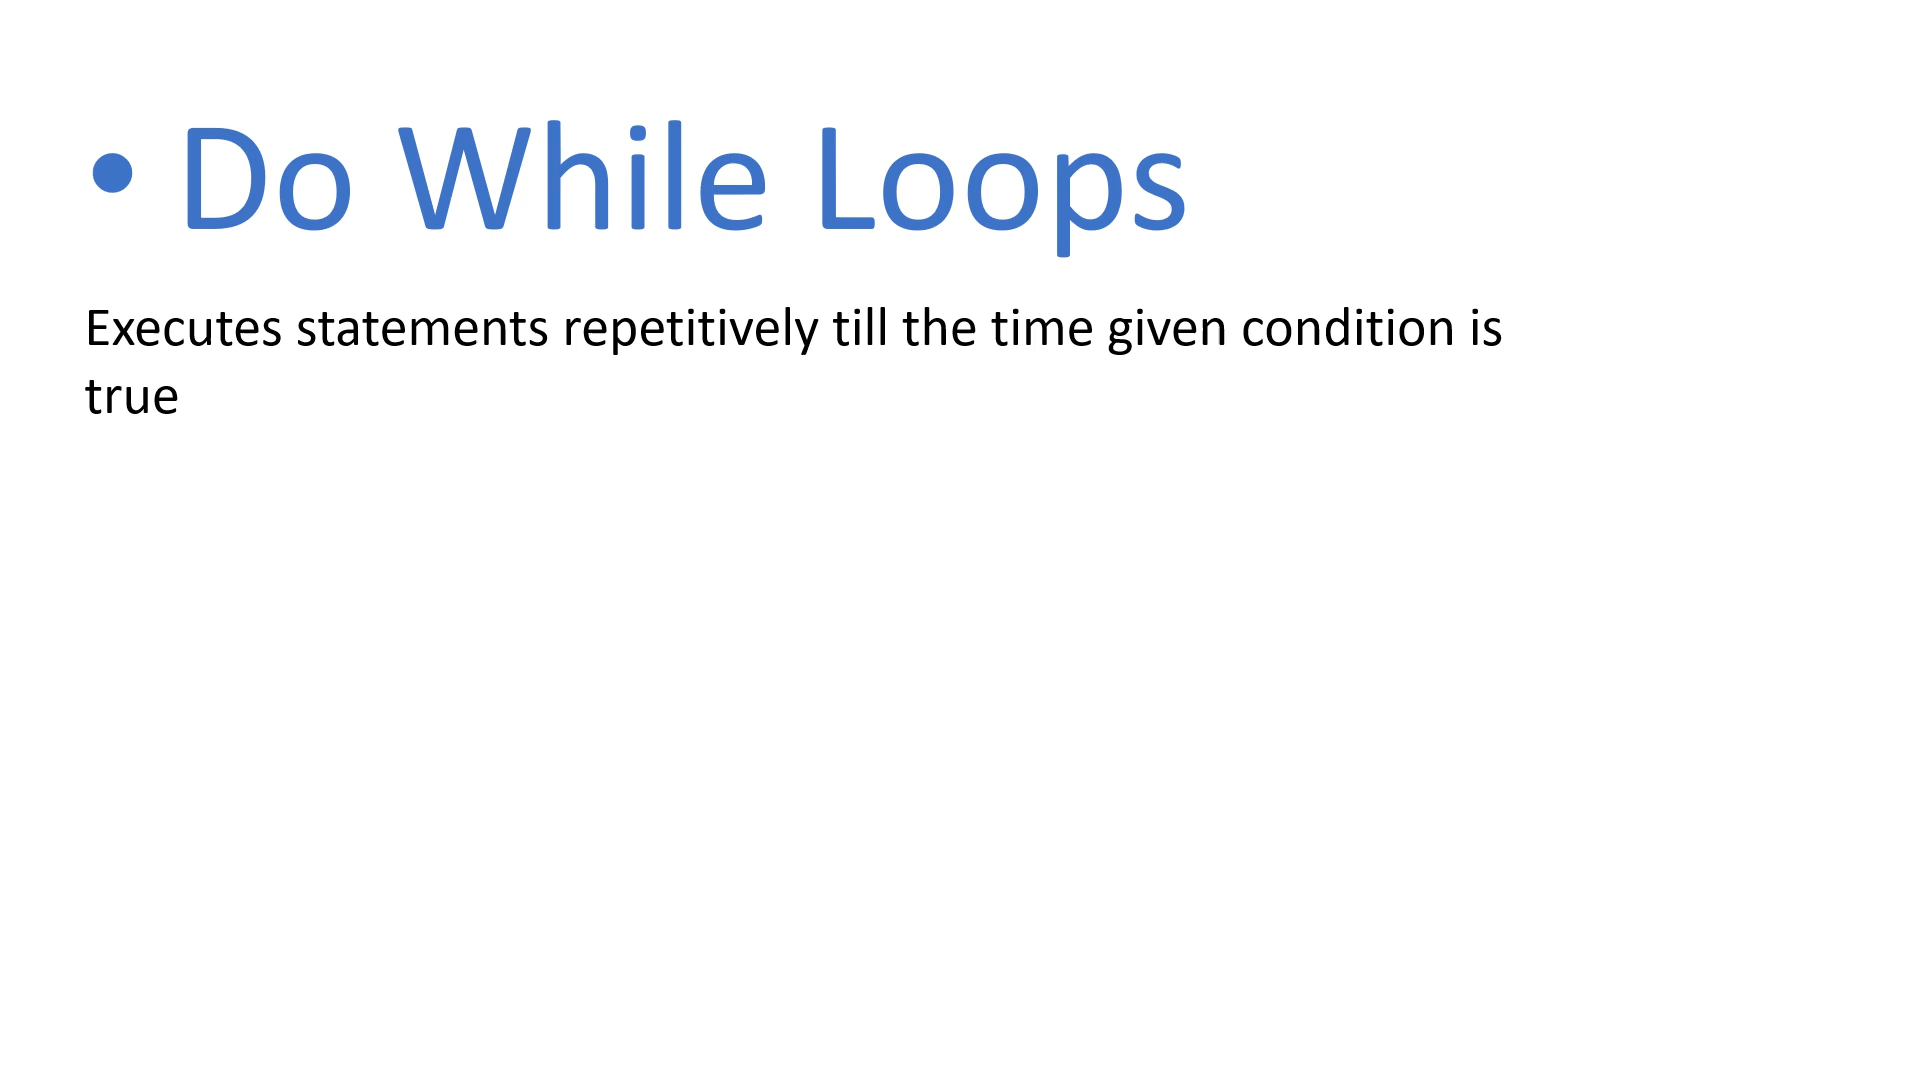 • Do While Loops
Executes statements repetitively till the time given condition is
true